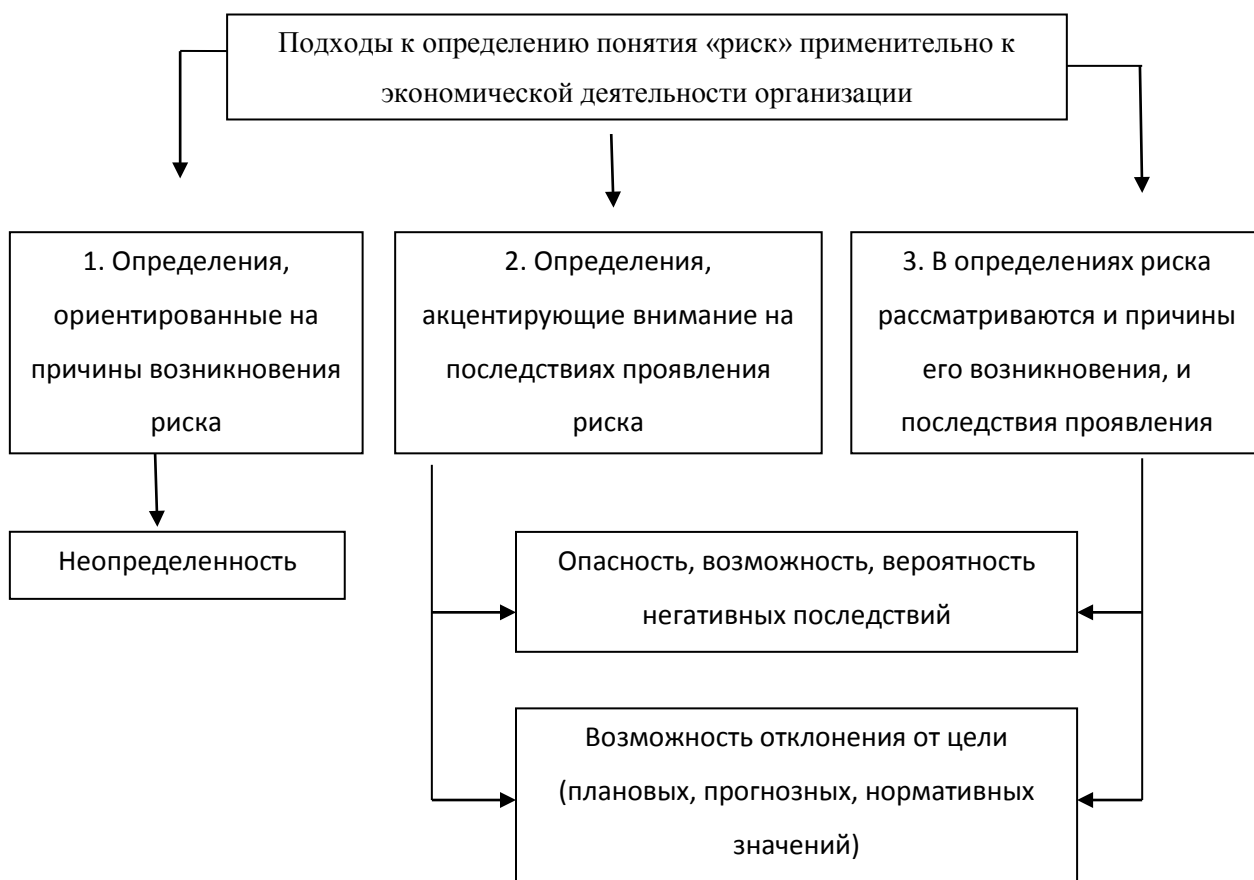 Подходы к определению понятия «риск» применительно к
экономической деятельности организации
1. Определения,
ориентированные на
причины возникновения
риска
2. Определения,
акцентирующие внимание на
последствиях проявления
риска
3. В определениях риска
рассматриваются и причины
его возникновения, и
последствия проявления
Неопределенность
Опасность, возможность, вероятность
негативных последствий
Возможность отклонения от цели
(плановых, прогнозных, нормативных
значений)